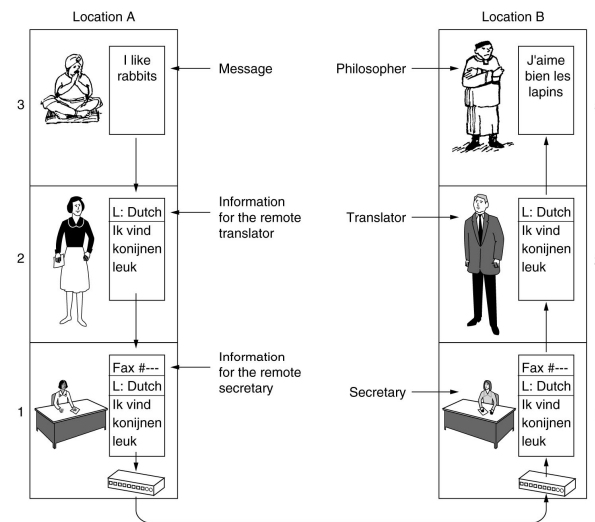 Location A
Location B
3
I like
rabbits
Message
Philosopher
J'aime
bien les
lapins
2
L: Dutch
Ik vind
konijnen
leuk
Information
for the remote
translator
Translator
L: Dutch
Ik vind
konijnen
leuk
1
Fax #---
L: Dutch
Ik vind
konijnen
leuk
Information
for the remote
secretary
Secretary
Fax #---
L: Dutch
Ik vind
konijnen
leuk